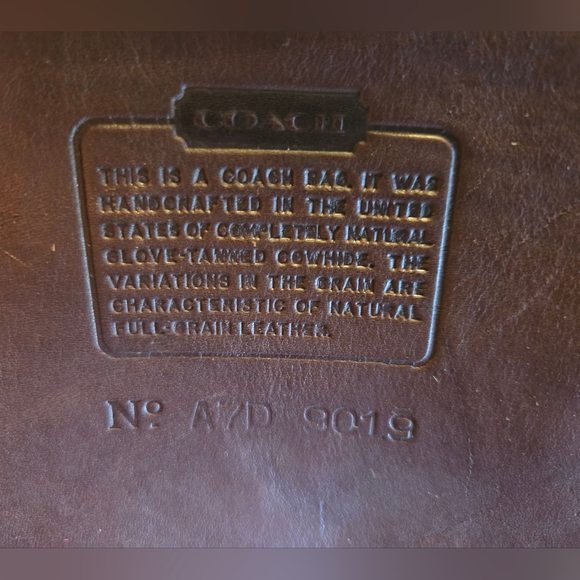 COACH
THIS IS A COACH BAG. IT WAS
HANDCRAFTED IN THE UNITED
STATES OF COMPLETELY NATURAL
GLOVE-TANNED COWHIDE. THE
VARIATIONS IN THE GRAIN ARE
CHARACTERISTIC OF NATURAL
FULL-GRAIN LEATHER.
No. A7D 9019